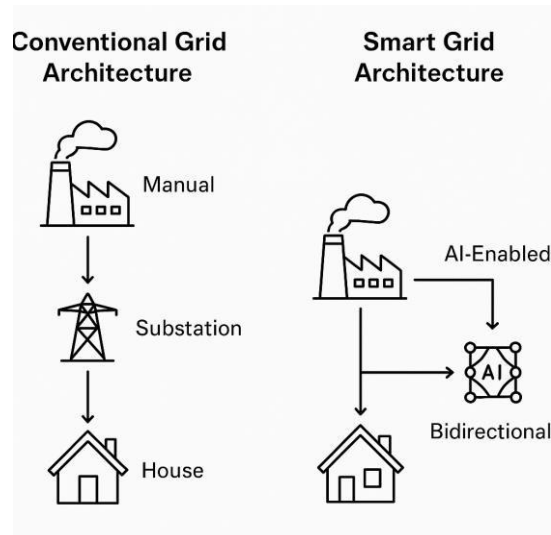 Conventional Grid
Architecture
Manual
Substation
House
Smart Grid
Architecture
AI-Enabled
AI
Bidirectional